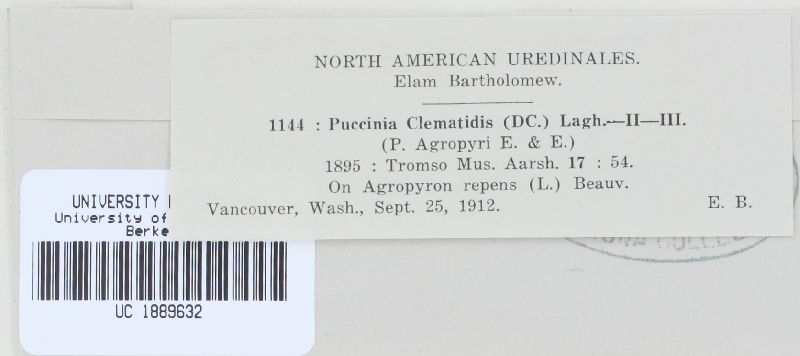 NORTH AMERICAN UREDINALES.
Elam Bartholomew.
1144 : Puccinia Clematidis (DC.) Lagh.—II—III.
(P. Agropyri E. & E.)
1895 : Tromso Mus. Aarsh. 17 : 54.
On Agropyron repens (L.) Beauv.
Vancouver, Wash., Sept. 25, 1912. E. B.
UNIVERSITY
University of
Berke
UC 1889632